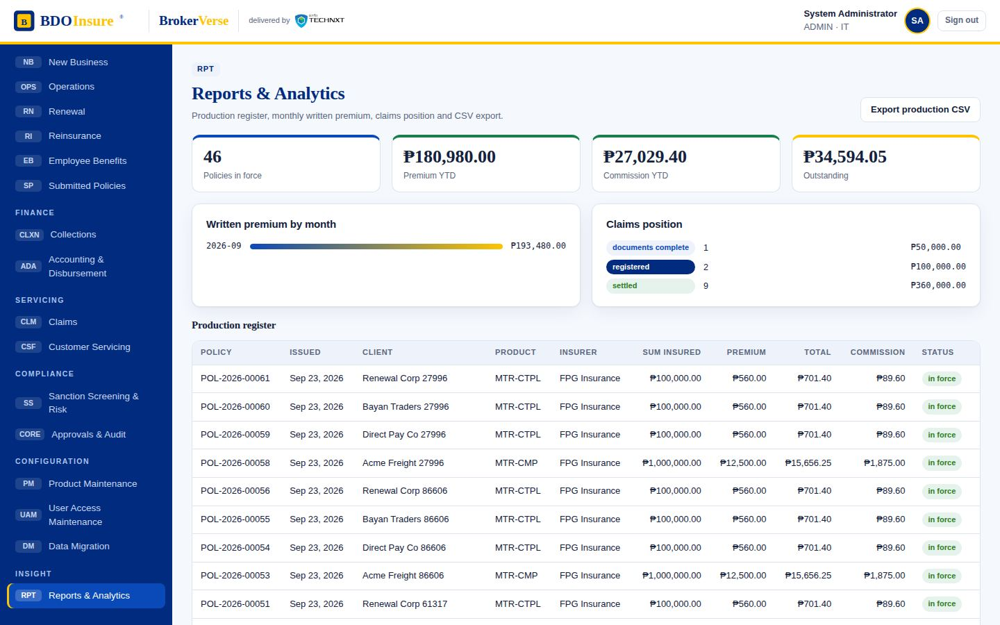 B BDOInsure ® BrokerVerse delivered by TECHNXT
System Administrator
ADMIN · IT
SA
Sign out
NB New Business
OPS Operations
RN Renewal
RI Reinsurance
EB Employee Benefits
SP Submitted Policies
FINANCE
CLXN Collections
ADA Accounting &
Disbursement
SERVICING
CLM Claims
CSF Customer Servicing
COMPLIANCE
SS Sanction Screening &
Risk
CORE Approvals & Audit
CONFIGURATION
PM Product Maintenance
UAM User Access
Maintenance
DM Data Migration
INSIGHT
RPT Reports & Analytics
RPT
Reports & Analytics
Production register, monthly written premium, claims position and CSV export.
Export production CSV
46
Policies in force
₱180,980.00
Premium YTD
₱27,029.40
Commission YTD
₱34,594.05
Outstanding
Written premium by month
2026-09 ₱193,480.00
Claims position
documents complete 1 ₱50,000.00
registered 2 ₱100,000.00
settled 9 ₱360,000.00
Production register
POLICY ISSUED CLIENT PRODUCT INSURER SUM INSURED PREMIUM TOTAL COMMISSION STATUS
POL-2026-00061 Sep 23, 2026 Renewal Corp 27996 MTR-CTPL FPG Insurance ₱100,000.00 ₱560.00 ₱701.40 ₱89.60 in force
POL-2026-00060 Sep 23, 2026 Bayan Traders 27996 MTR-CTPL FPG Insurance ₱100,000.00 ₱560.00 ₱701.40 ₱89.60 in force
POL-2026-00059 Sep 23, 2026 Direct Pay Co 27996 MTR-CTPL FPG Insurance ₱100,000.00 ₱560.00 ₱701.40 ₱89.60 in force
POL-2026-00058 Sep 23, 2026 Acme Freight 27996 MTR-CMP FPG Insurance ₱1,000,000.00 ₱12,500.00 ₱15,656.25 ₱1,875.00 in force
POL-2026-00056 Sep 23, 2026 Renewal Corp 86606 MTR-CTPL FPG Insurance ₱100,000.00 ₱560.00 ₱701.40 ₱89.60 in force
POL-2026-00055 Sep 23, 2026 Bayan Traders 86606 MTR-CTPL FPG Insurance ₱100,000.00 ₱560.00 ₱701.40 ₱89.60 in force
POL-2026-00054 Sep 23, 2026 Direct Pay Co 86606 MTR-CTPL FPG Insurance ₱100,000.00 ₱560.00 ₱701.40 ₱89.60 in force
POL-2026-00053 Sep 23, 2026 Acme Freight 86606 MTR-CMP FPG Insurance ₱1,000,000.00 ₱12,500.00 ₱15,656.25 ₱1,875.00 in force
POL-2026-00051 Sep 23, 2026 Renewal Corp 61317 MTR-CTPL FPG Insurance ₱100,000.00 ₱560.00 ₱701.40 ₱89.60 in force